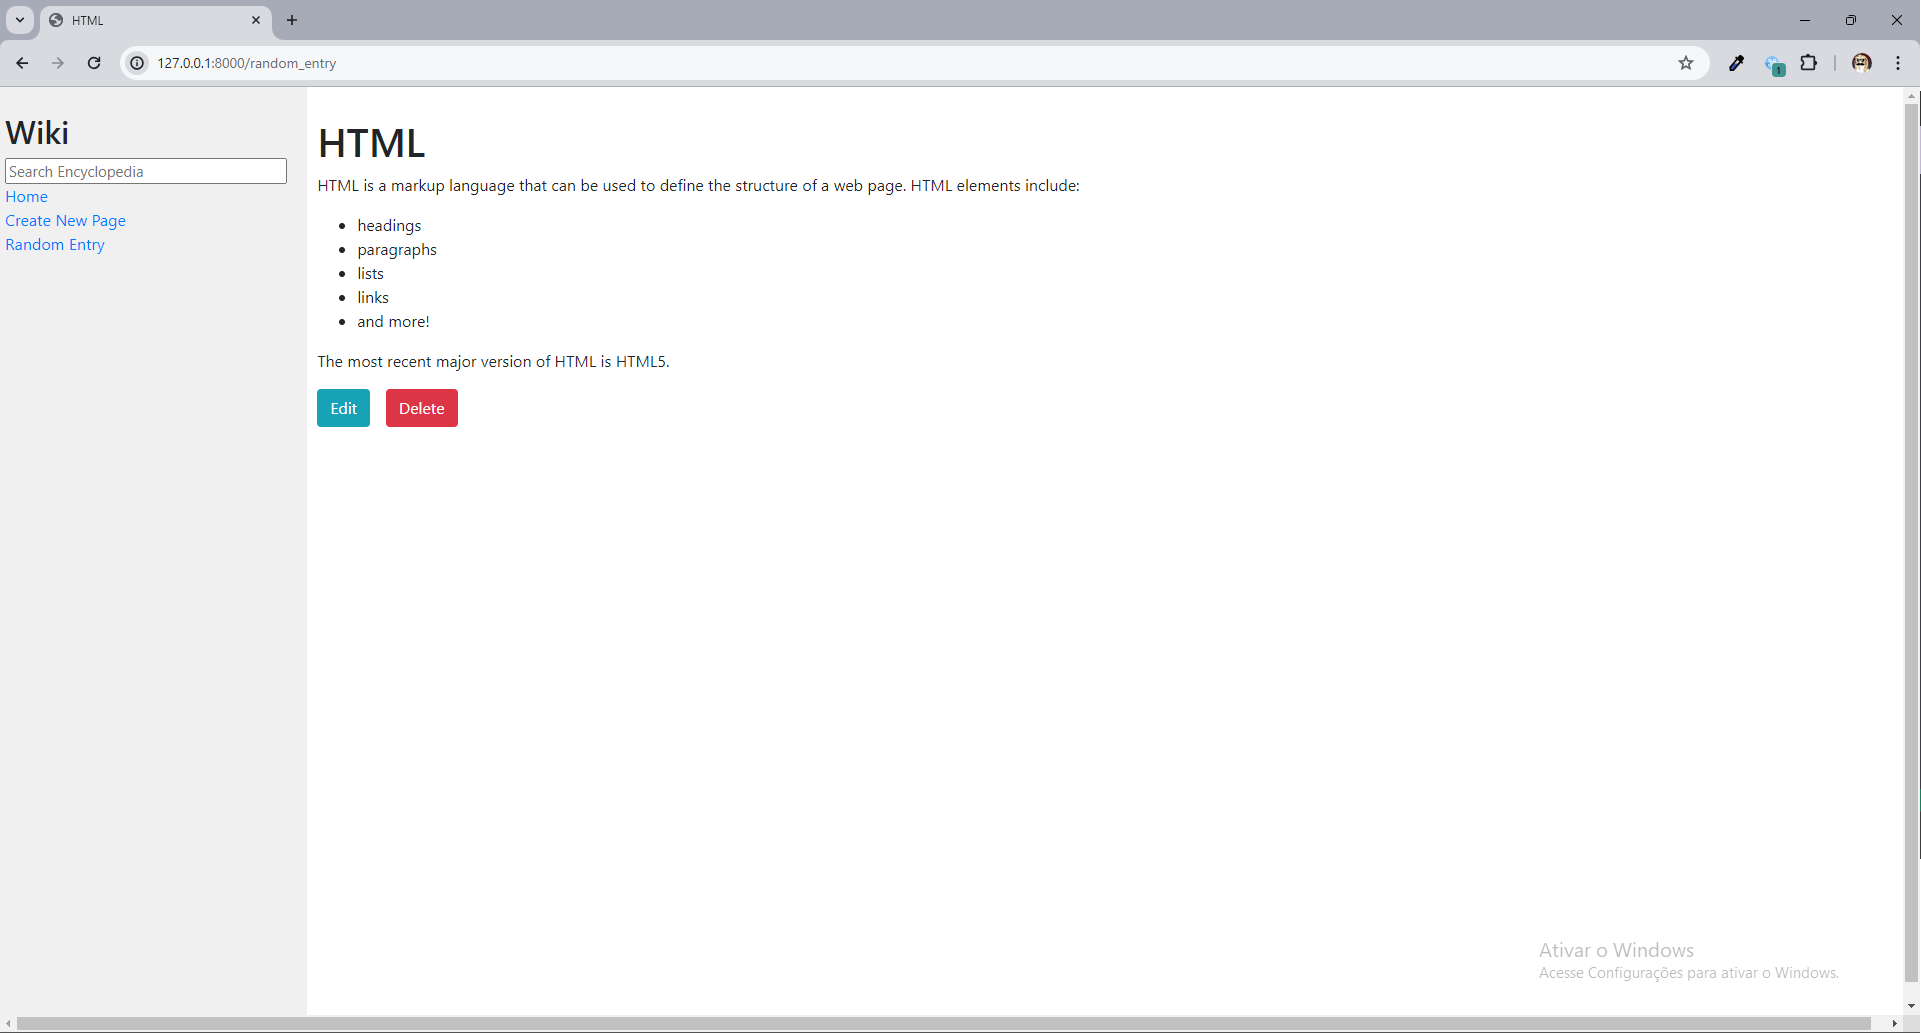 HTML
127.0.0.1:8000/random_entry
1
Wiki
Search Encyclopedia
Home
Create New Page
Random Entry
HTML
HTML is a markup language that can be used to define the structure of a web page. HTML elements include:
headings
paragraphs
lists
links
and more!
The most recent major version of HTML is HTML5.
Edit Delete
Ativar o Windows
Acesse Configurações para ativar o Windows.